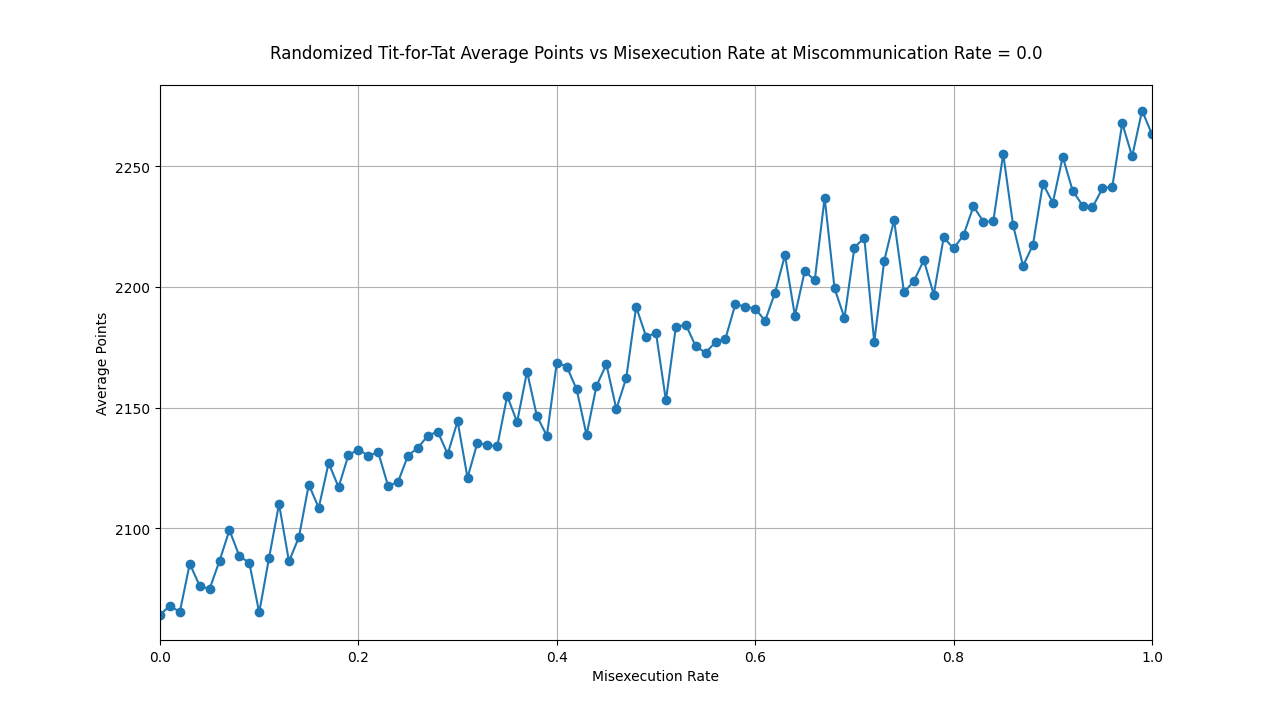 Randomized Tit-for-Tat Average Points vs Misexecution Rate at Miscommunication Rate = 0.0
2250
2200
2150
2100
Average Points
0.0 0.2 0.4 0.6 0.8 1.0
Misexecution Rate